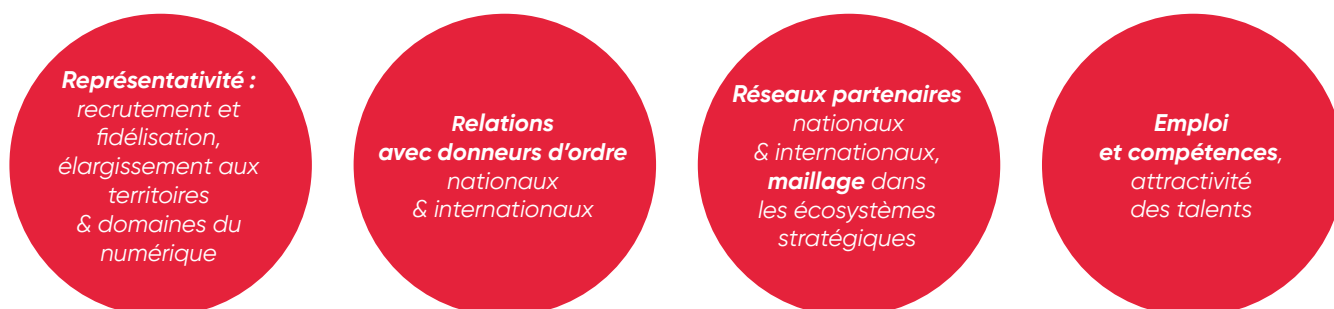 Représentativité :
recrutement et
fidélisation,
élargissement aux
territoires
& domaines du
numérique
Relations
avec donneurs d'ordre
nationaux
& internationaux
Réseaux partenaires
nationaux
& internationaux,
maillage dans
les écosystèmes
stratégiques
Emploi
et compétences,
attractivité
des talents